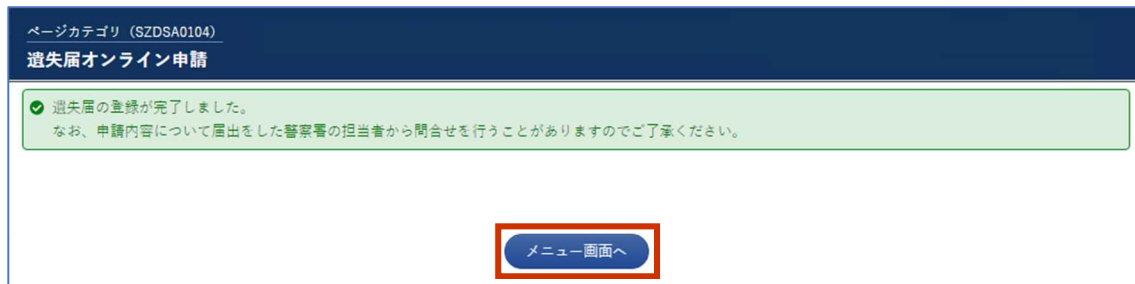 ページカテゴリ（SZDSA0104）
遺失届オンライン申請
遺失届の登録が完了しました。
なお、申請内容について届出をした警察署の担当者から問合せを行うことがありますのでご了承ください。
メニュー画面へ